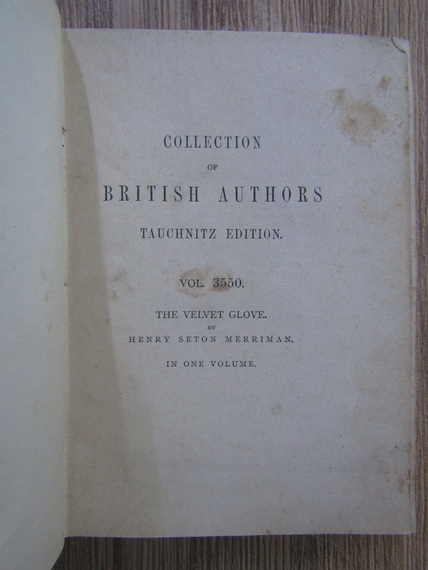 COLLECTION
OF
BRITISH AUTHORS
TAUCHNITZ EDITION.
VOL. 3550.
THE VELVET GLOVE.
BY
HENRY SETON MERRIMAN.
IN ONE VOLUME.